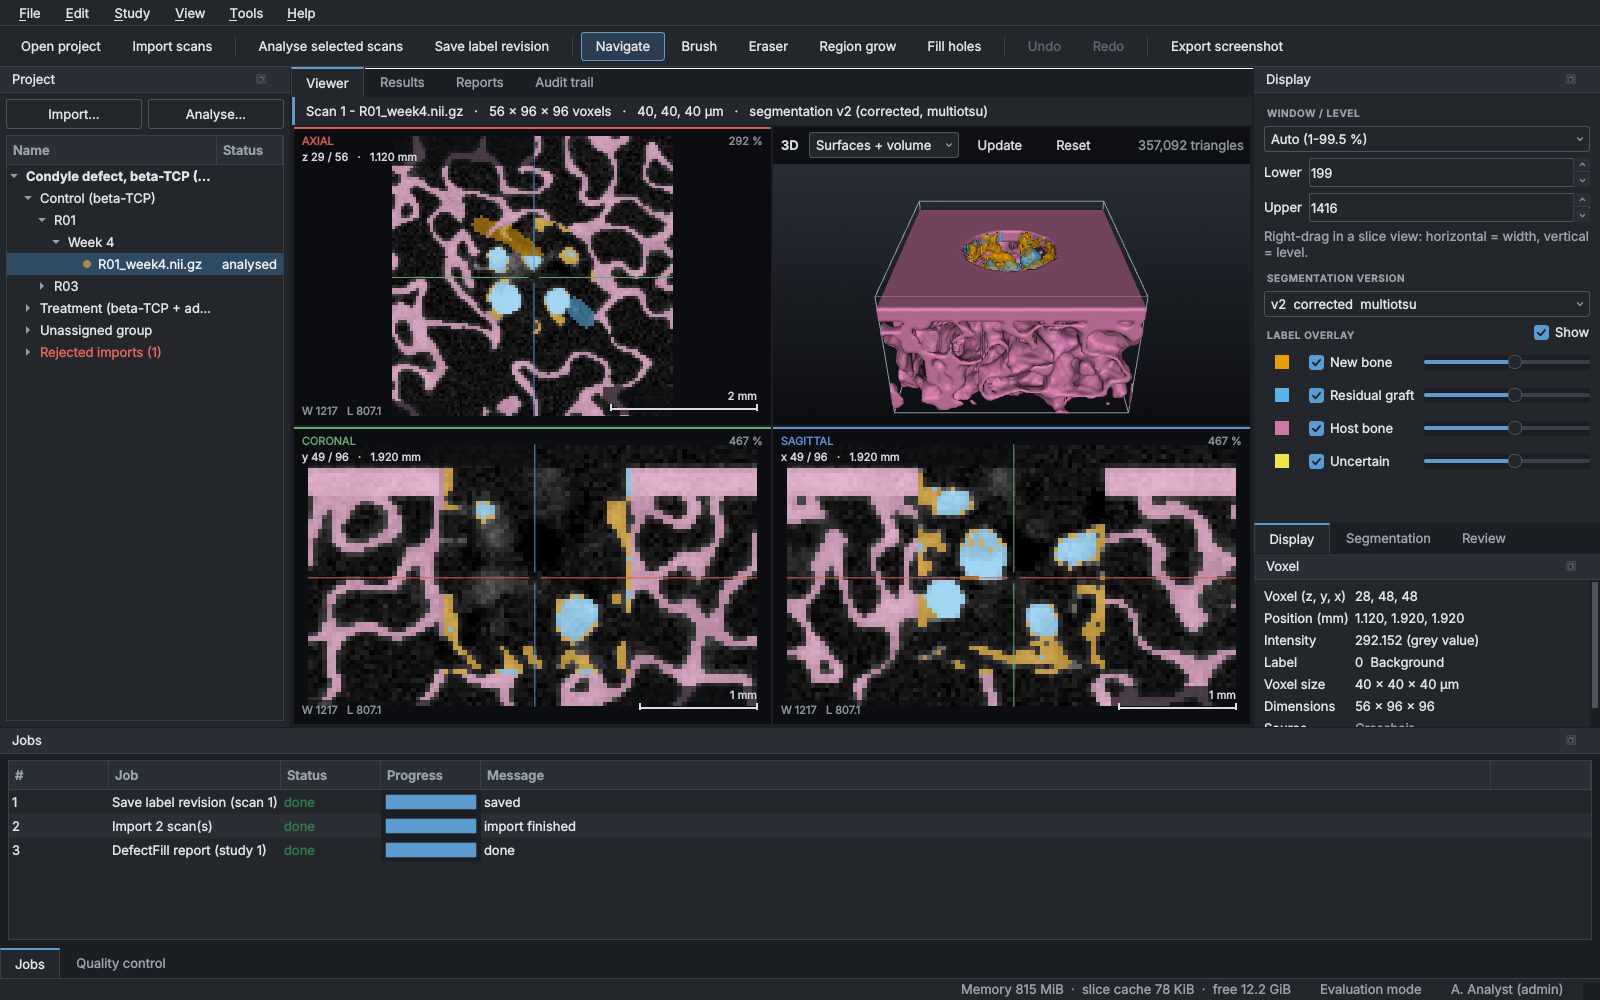 File Edit Study View Tools Help
Open project Import scans Analyse selected scans Save label revision Navigate Brush Eraser Region grow Fill holes Undo Redo Export screenshot
Project
Import... Analyse...
Name Status
Condyle defect, beta-TCP (...
Control (beta-TCP)
R01
Week 4
R01_week4.nii.gz analysed
R03
Treatment (beta-TCP + ad...
Unassigned group
Rejected imports (1)
Viewer Results Reports Audit trail
Scan 1 - R01_week4.nii.gz · 56 × 96 × 96 voxels · 40, 40, 40 µm · segmentation v2 (corrected, multiotsu)
AXIAL 292 %
z 29 / 56 · 1.120 mm
2 mm
W 1217 L 807.1
3D Surfaces + volume Update Reset 357,092 triangles
CORONAL 467 %
y 49 / 96 · 1.920 mm
1 mm
W 1217 L 807.1
SAGITTAL 467 %
x 49 / 96 · 1.920 mm
1 mm
W 1217 L 807.1
Display
WINDOW / LEVEL
Auto (1-99.5 %)
Lower 199
Upper 1416
Right-drag in a slice view: horizontal = width, vertical
= level.
SEGMENTATION VERSION
v2 corrected multiotsu
LABEL OVERLAY Show
New bone
Residual graft
Host bone
Uncertain
Display Segmentation Review
Voxel
Voxel (z, y, x) 28, 48, 48
Position (mm) 1.120, 1.920, 1.920
Intensity 292.152 (grey value)
Label 0 Background
Voxel size 40 × 40 × 40 µm
Dimensions 56 × 96 × 96
Jobs
# Job Status Progress Message
1 Save label revision (scan 1) done saved
2 Import 2 scan(s) done import finished
3 DefectFill report (study 1) done done
Jobs Quality control
Memory 815 MiB · slice cache 78 KiB · free 12.2 GiB Evaluation mode A. Analyst (admin)